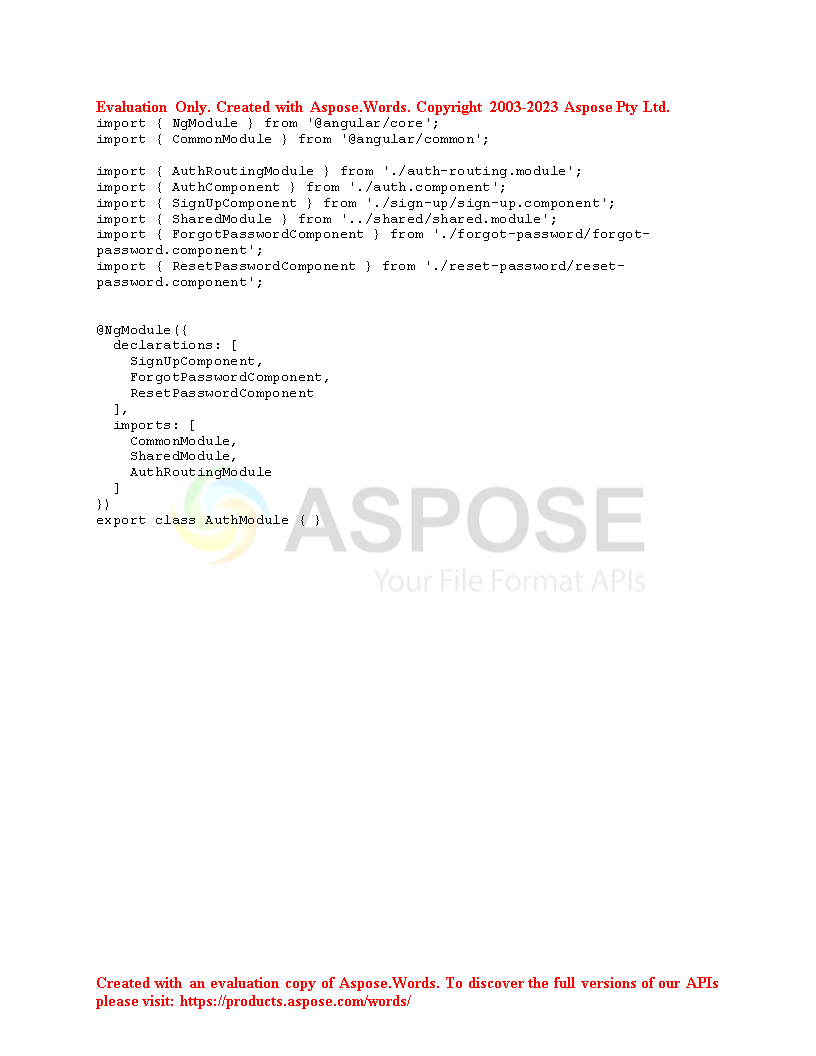 Evaluation Only. Created with Aspose.Words. Copyright 2003-2023 Aspose Pty Ltd.
import { NgModule } from '@angular/core';
import { CommonModule } from '@angular/common';
import { AuthRoutingModule } from './auth-routing.module';
import { AuthComponent } from './auth.component';
import { SignUpComponent } from './sign-up/sign-up.component';
import { SharedModule } from '../shared/shared.module';
import { ForgotPasswordComponent } from './forgot-password/forgot-
password.component';
import { ResetPasswordComponent } from './reset-password/reset-
password.component';
@NgModule({
  declarations: [
    SignUpComponent,
    ForgotPasswordComponent,
    ResetPasswordComponent
  ],
  imports: [
    CommonModule,
    SharedModule,
    AuthRoutingModule
  ]
})
export class AuthModule { }
ASPOSE
Your File Format APIs
Created with an evaluation copy of Aspose.Words. To discover the full versions of our APIs
please visit: https://products.aspose.com/words/